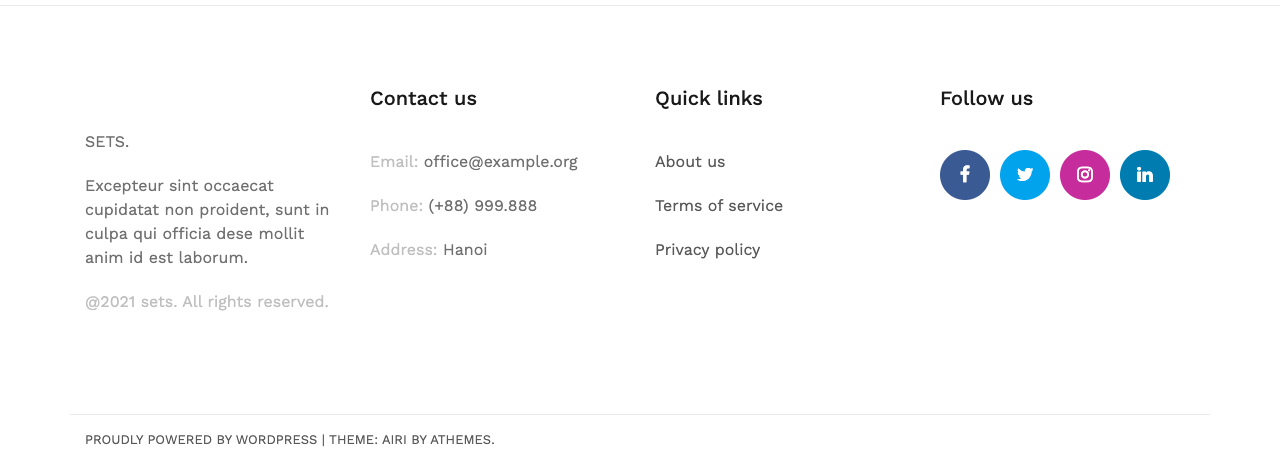 SETS.
Excepteur sint occaecat
cupidatat non proident, sunt in
culpa qui officia dese mollit
anim id est laborum.
@2021 sets. All rights reserved.
Contact us
Email: office@example.org
Phone: (+88) 999.888
Address: Hanoi
Quick links
About us
Terms of service
Privacy policy
Follow us
PROUDLY POWERED BY WORDPRESS | THEME: AIRI BY ATHEMES.